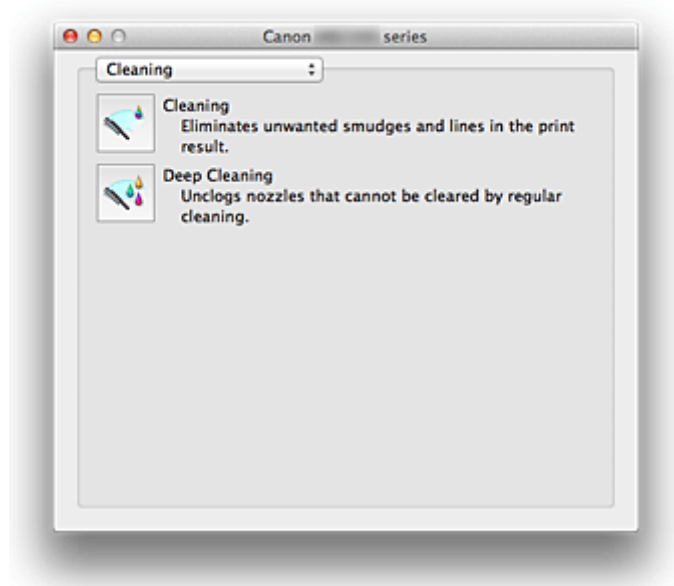 Canon series
Cleaning
Cleaning
Eliminates unwanted smudges and lines in the print
result.
Deep Cleaning
Unclogs nozzles that cannot be cleared by regular
cleaning.